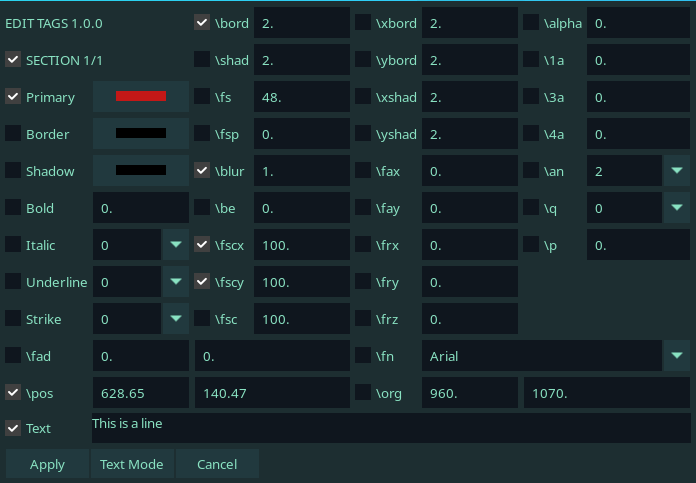 EDIT TAGS 1.0.0 \bord 2. \xbord 2. \alpha 0.
SECTION 1/1 \shad 2. \ybord 2. \1a 0.
Primary \fs 48. \xshad 2. \3a 0.
Border \fsp 0. \yshad 2. \4a 0.
Shadow \blur 1. \fax 0. \an 2
Bold 0. \be 0. \fay 0. \q 0
Italic 0 \fscx 100. \frx 0. \p 0.
Underline 0 \fscy 100. \fry 0.
Strike 0 \fsc 100. \frz 0.
\fad 0. 0. \fn Arial
\pos 628.65 140.47 \org 960. 1070.
Text This is a line
Apply Text Mode Cancel